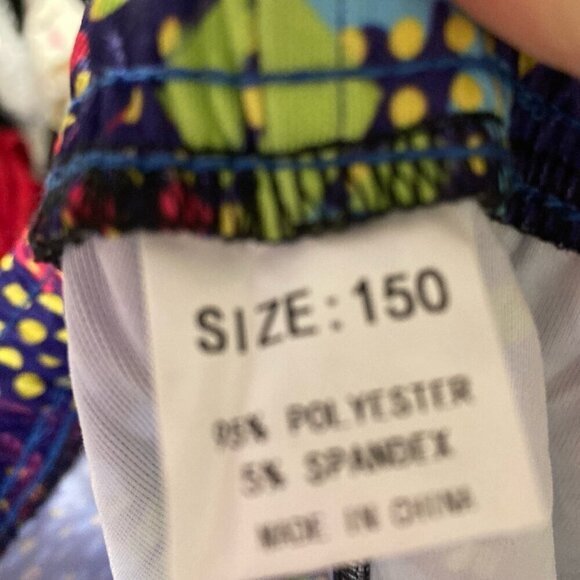 SIZE: 150
95% POLYESTER
5% SPANDEX
MADE IN CHINA